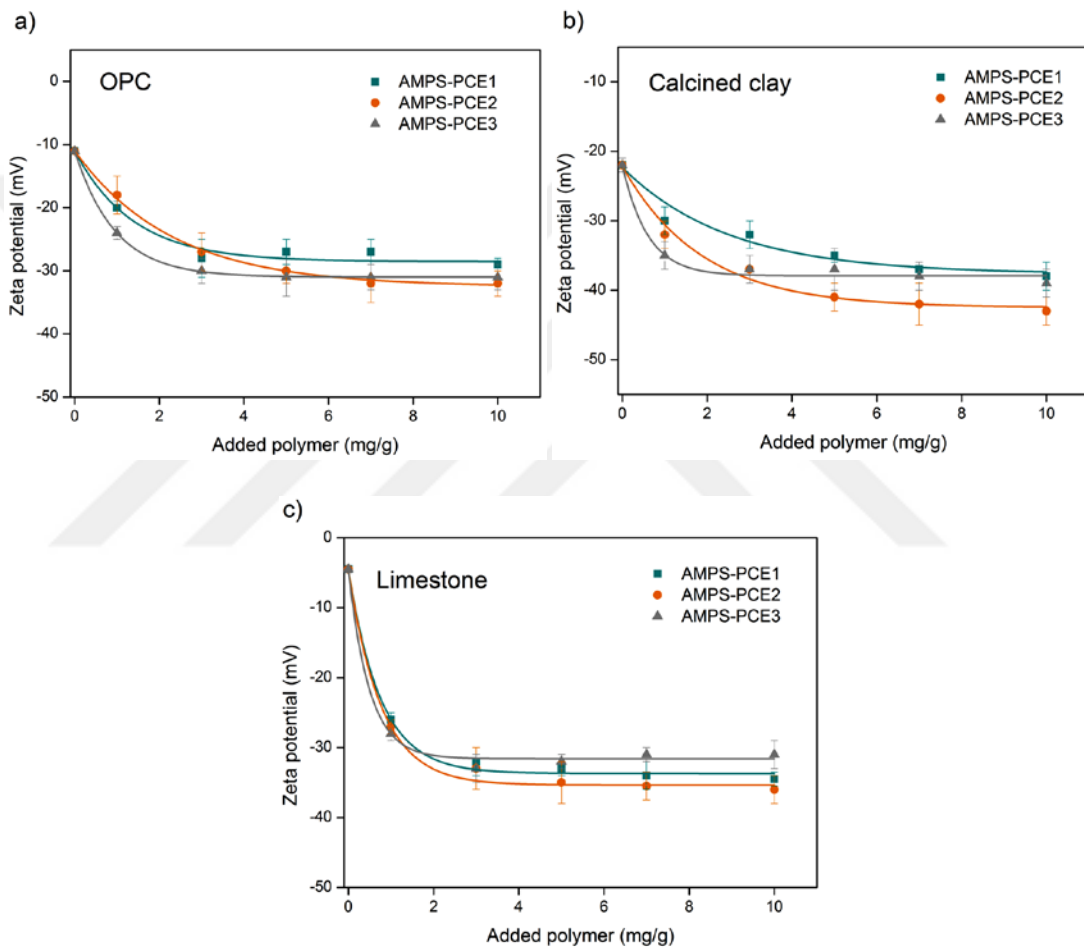 a)
OPC
AMPS-PCE1
AMPS-PCE2
AMPS-PCE3
0
-10
-20
-30
-40
-50
Zeta potential (mV)
0 2 4 6 8 10
Added polymer (mg/g)
b)
Calcined clay
AMPS-PCE1
AMPS-PCE2
AMPS-PCE3
-10
-20
-30
-40
-50
Zeta potential (mV)
0 2 4 6 8 10
Added polymer (mg/g)
c)
Limestone
AMPS-PCE1
AMPS-PCE2
AMPS-PCE3
0
-10
-20
-30
-40
-50
Zeta potential (mV)
0 2 4 6 8 10
Added polymer (mg/g)